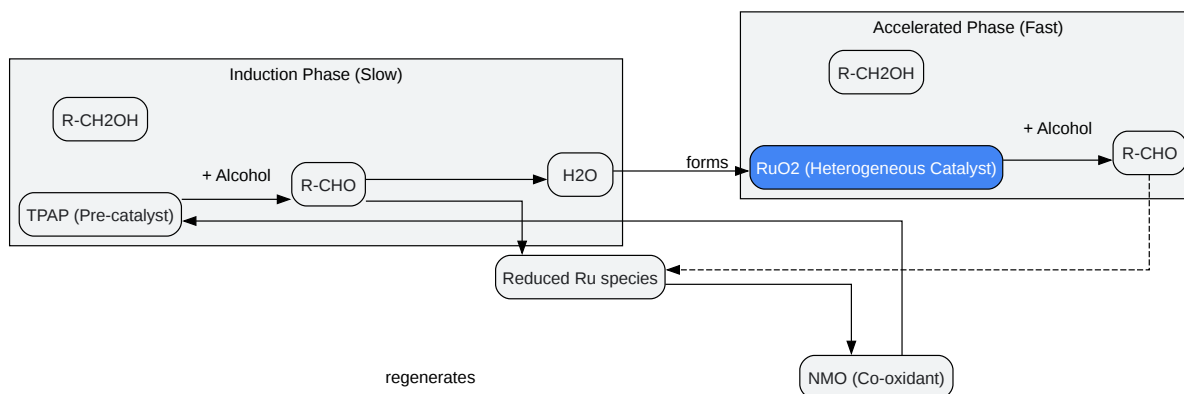 Accelerated Phase (Fast)
Induction Phase (Slow)
R-CH2OH
R-CH2OH
+ Alcohol
R-CHO
+ Alcohol
R-CHO
H2O
forms
RuO2 (Heterogeneous Catalyst)
TPAP (Pre-catalyst)
Reduced Ru species
regenerates
NMO (Co-oxidant)